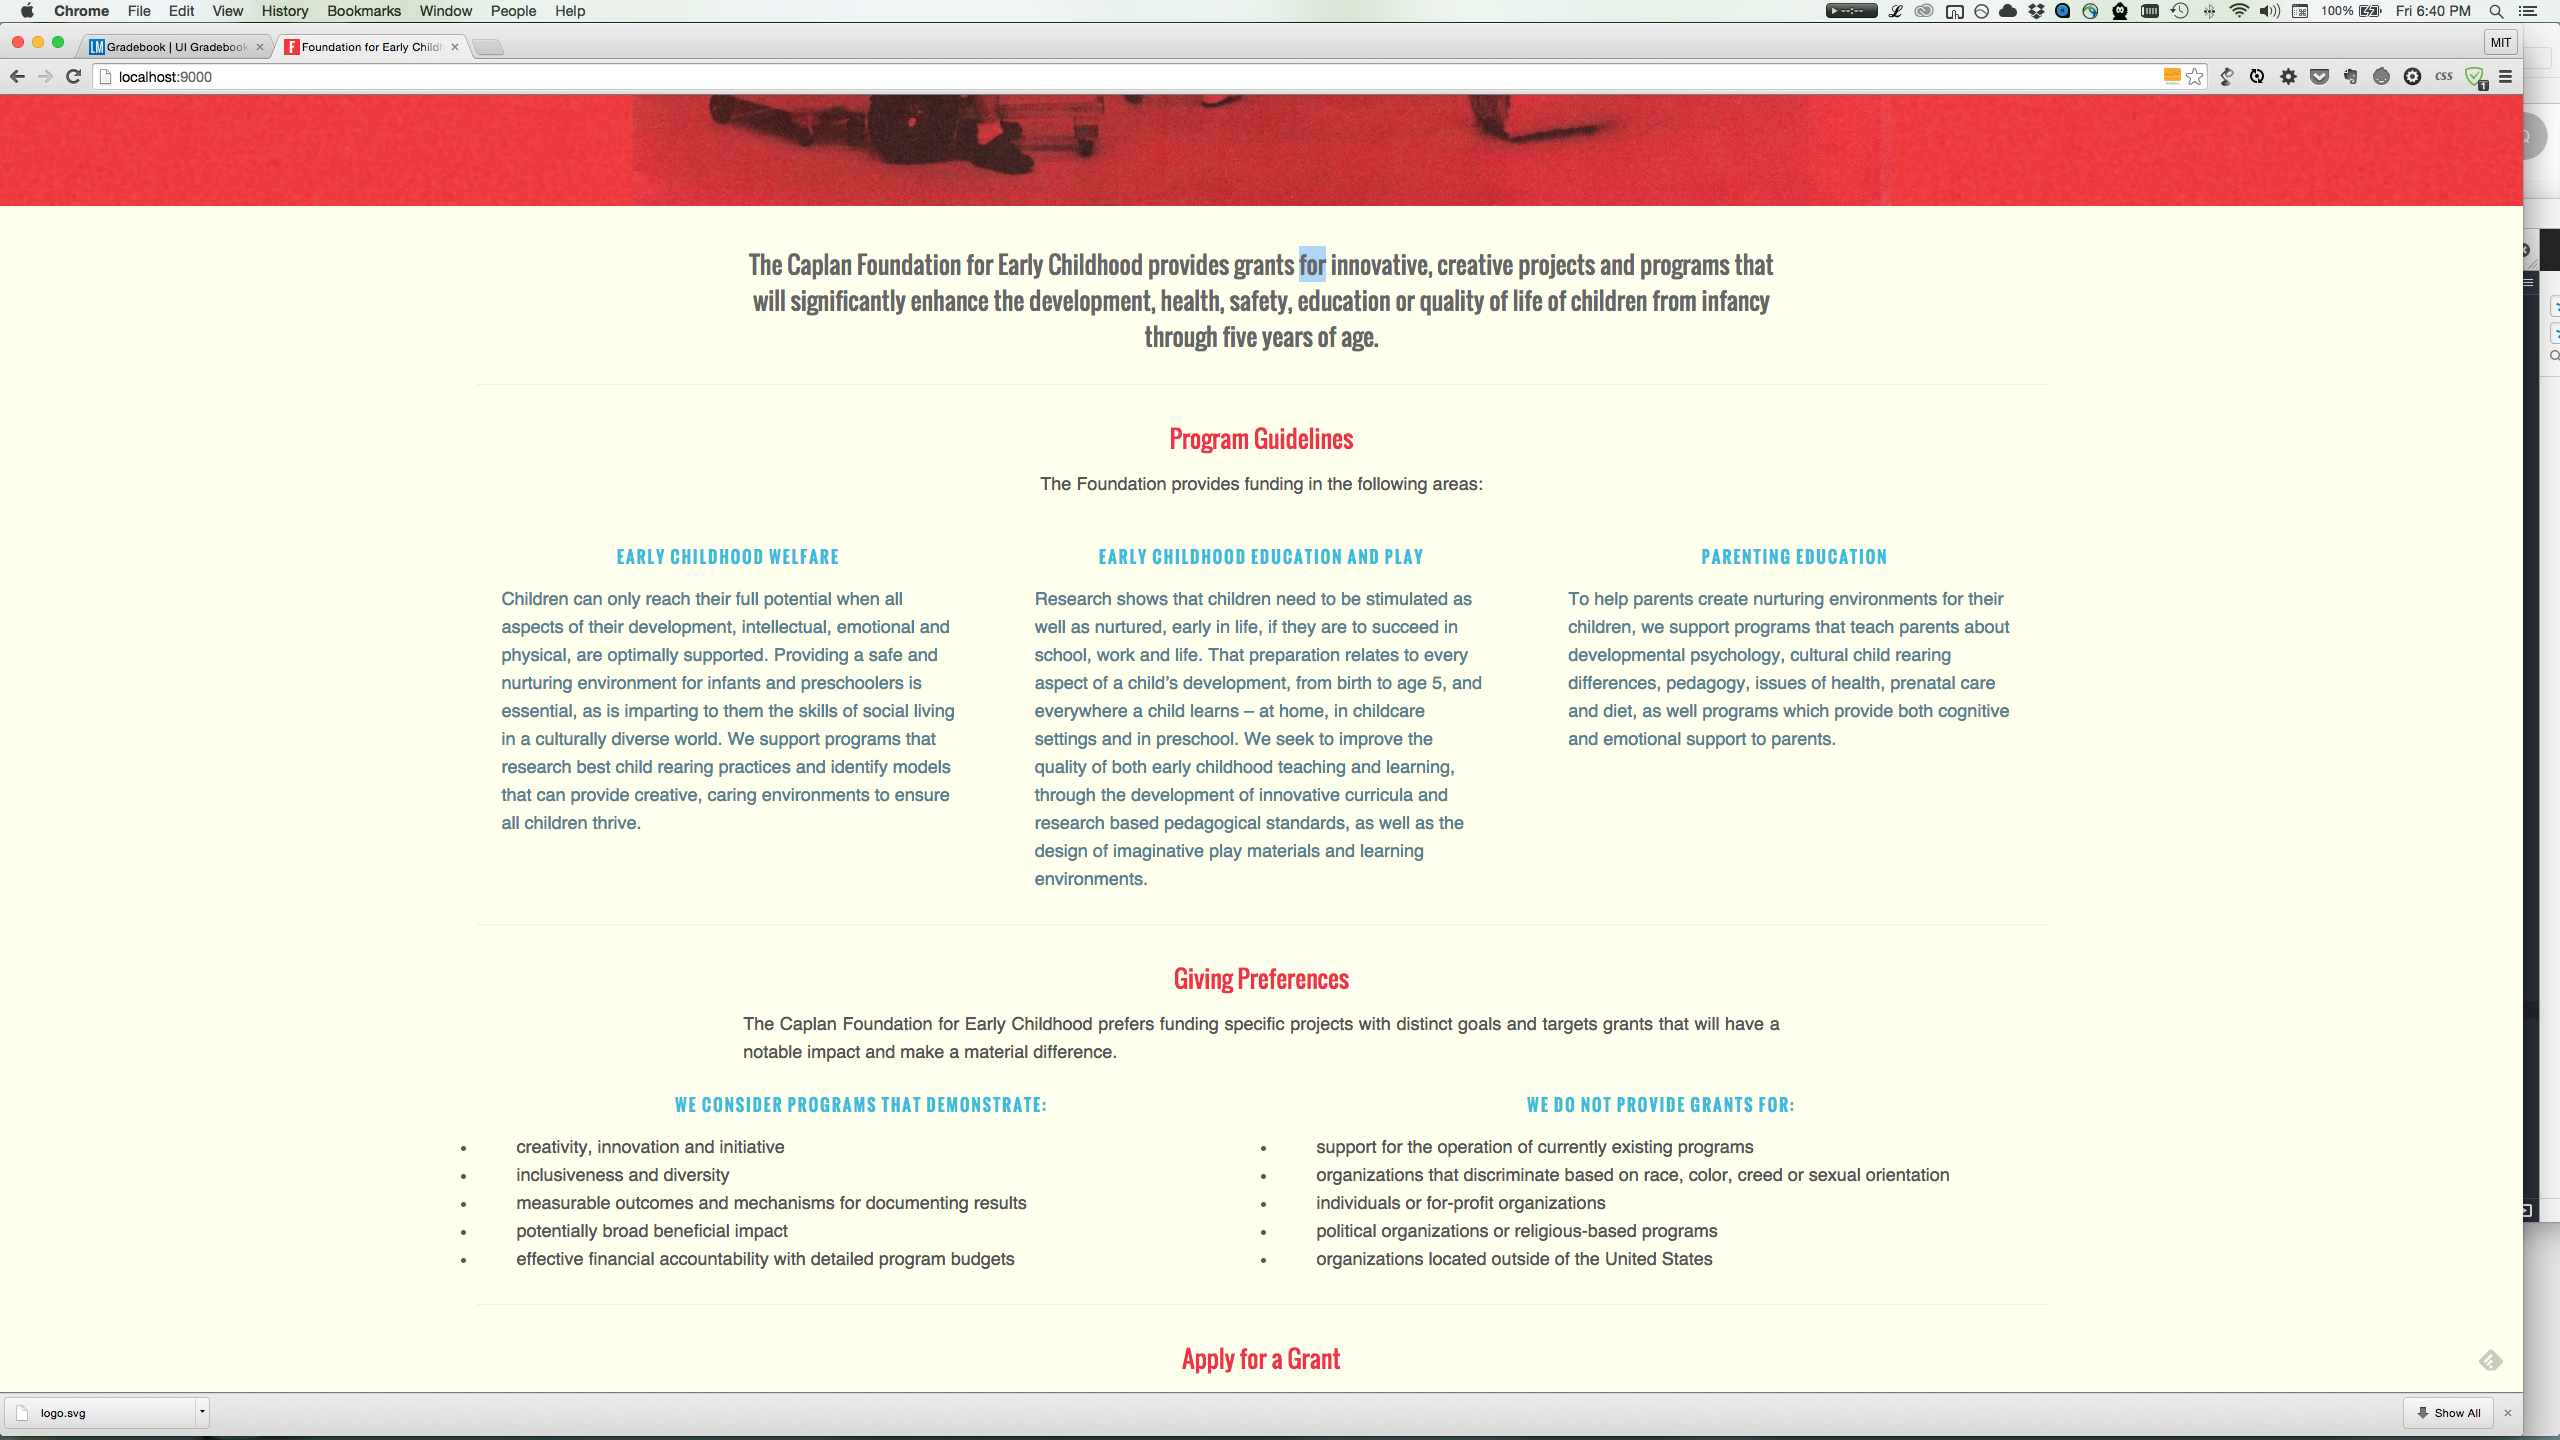 Chrome File Edit View History Bookmarks Window People Help
--:-- 100% Fri 6:40 PM
Gradebook | UI Gradebook Foundation for Early Childh MIT
localhost:9000
css 1
The Caplan Foundation for Early Childhood provides grants for innovative, creative projects and programs that
will significantly enhance the development, health, safety, education or quality of life of children from infancy
through five years of age.
Program Guidelines
The Foundation provides funding in the following areas:
EARLY CHILDHOOD WELFARE
Children can only reach their full potential when all
aspects of their development, intellectual, emotional and
physical, are optimally supported. Providing a safe and
nurturing environment for infants and preschoolers is
essential, as is imparting to them the skills of social living
in a culturally diverse world. We support programs that
research best child rearing practices and identify models
that can provide creative, caring environments to ensure
all children thrive.
EARLY CHILDHOOD EDUCATION AND PLAY
Research shows that children need to be stimulated as
well as nurtured, early in life, if they are to succeed in
school, work and life. That preparation relates to every
aspect of a child’s development, from birth to age 5, and
everywhere a child learns – at home, in childcare
settings and in preschool. We seek to improve the
quality of both early childhood teaching and learning,
through the development of innovative curricula and
research based pedagogical standards, as well as the
design of imaginative play materials and learning
environments.
PARENTING EDUCATION
To help parents create nurturing environments for their
children, we support programs that teach parents about
developmental psychology, cultural child rearing
differences, pedagogy, issues of health, prenatal care
and diet, as well programs which provide both cognitive
and emotional support to parents.
Giving Preferences
The Caplan Foundation for Early Childhood prefers funding specific projects with distinct goals and targets grants that will have a
notable impact and make a material difference.
WE CONSIDER PROGRAMS THAT DEMONSTRATE:
• creativity, innovation and initiative
• inclusiveness and diversity
• measurable outcomes and mechanisms for documenting results
• potentially broad beneficial impact
• effective financial accountability with detailed program budgets
WE DO NOT PROVIDE GRANTS FOR:
• support for the operation of currently existing programs
• organizations that discriminate based on race, color, creed or sexual orientation
• individuals or for-profit organizations
• political organizations or religious-based programs
• organizations located outside of the United States
Apply for a Grant
logo.svg
Show All